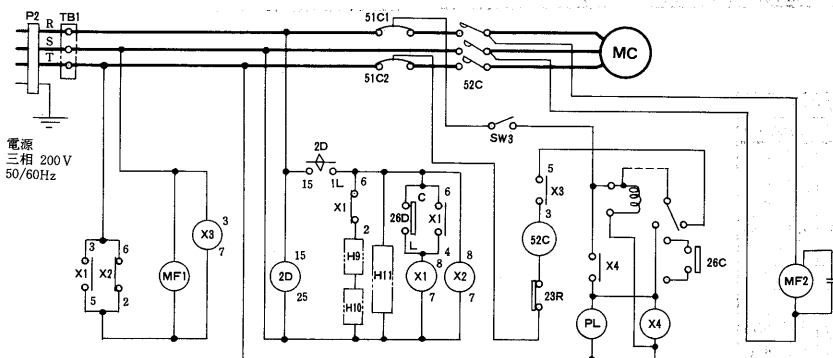 P2
TB1
R
S
T
51C1
51C2
52C
MC
SW3
電源
三相 200V
50/60Hz
2D
15
1L
6
X1
2
H9
H10
H11
C
26D
L
6
X1
4
8
X1
7
8
X2
7
15
2D
25
3
X1
5
6
X2
2
MF1
X3
3
7
5
X3
3
52C
23R
X4
PL
X4
26C
MF2